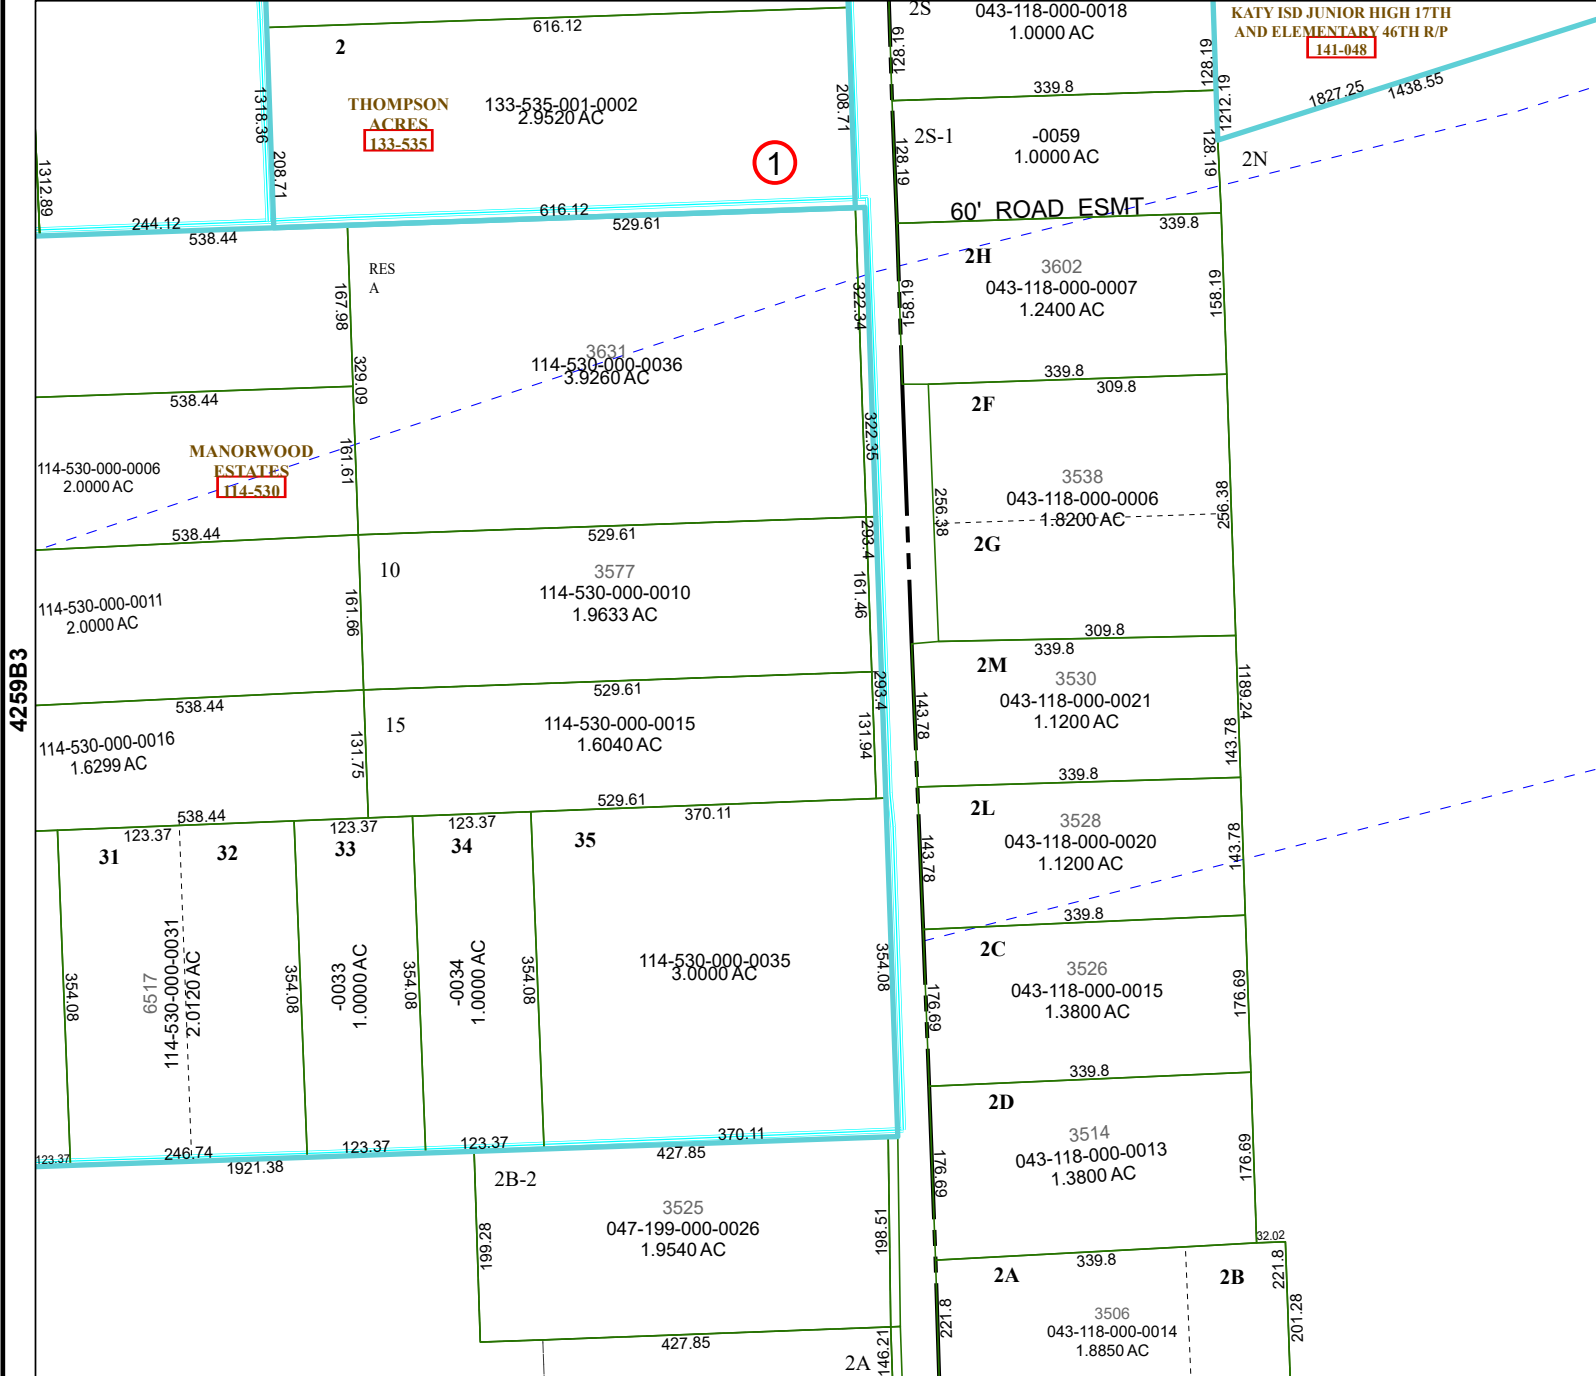 2S
043-118-000-0018
1.0000 AC
KATY ISD JUNIOR HIGH 17TH
AND ELEMENTARY 46TH R/P
141-048
616.12
2
128.19
128.19
339.8
1827.25
1438.55
1318.36
THOMPSON
ACRES
133-535
133-535-001-0002
2.9520 AC
208.71
1212.19
2S-1
-0059
1.0000 AC
128.19
128.19
2N
1
1312.89
208.71
244.12
538.44
616.12
529.61
60' ROAD ESMT
339.8
RES
A
2H
3602
043-118-000-0007
1.2400 AC
167.98
322.34
158.19
158.19
3631
114-530-000-0036
3.9260 AC
329.09
339.8
309.8
538.44
2F
322.35
MANORWOOD
ESTATES
114-530
161.61
114-530-000-0006
2.0000 AC
3538
043-118-000-0006
1.8200 AC
256.38
256.38
2G
538.44
529.61
293.4
10
3577
114-530-000-0010
1.9633 AC
161.66
161.46
114-530-000-0011
2.0000 AC
309.8
339.8
4259B3
2M
3530
043-118-000-0021
1.1200 AC
1189.24
143.78
143.78
538.44
529.61
293.4
15
114-530-000-0015
1.6040 AC
131.75
131.94
114-530-000-0016
1.6299 AC
339.8
529.61
370.11
538.44
123.37
123.37
123.37
31
32
33
34
35
2L
3528
043-118-000-0020
1.1200 AC
143.78
143.78
339.8
2C
3526
043-118-000-0015
1.3800 AC
176.69
176.69
354.08
6517
114-530-000-0031
2.0120 AC
354.08
-0033
1.0000 AC
354.08
-0034
1.0000 AC
354.08
114-530-000-0035
3.0000 AC
354.08
339.8
2D
3514
043-118-000-0013
1.3800 AC
176.69
176.69
123.37
246.74
1921.38
123.37
123.37
370.11
427.85
2B-2
3525
047-199-000-0026
1.9540 AC
199.28
198.51
32.02
339.8
2A
2B
221.8
201.28
221.8
3506
043-118-000-0014
1.8850 AC
427.85
2A
146.21